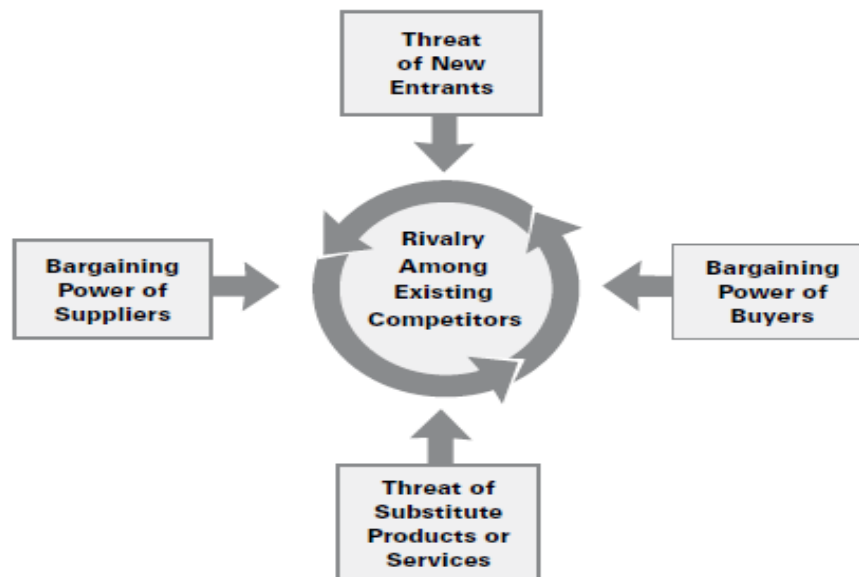 Threat
of New
Entrants
Bargaining
Power of
Suppliers
Rivalry
Among
Existing
Competitors
Bargaining
Power of
Buyers
Threat of
Substitute
Products or
Services